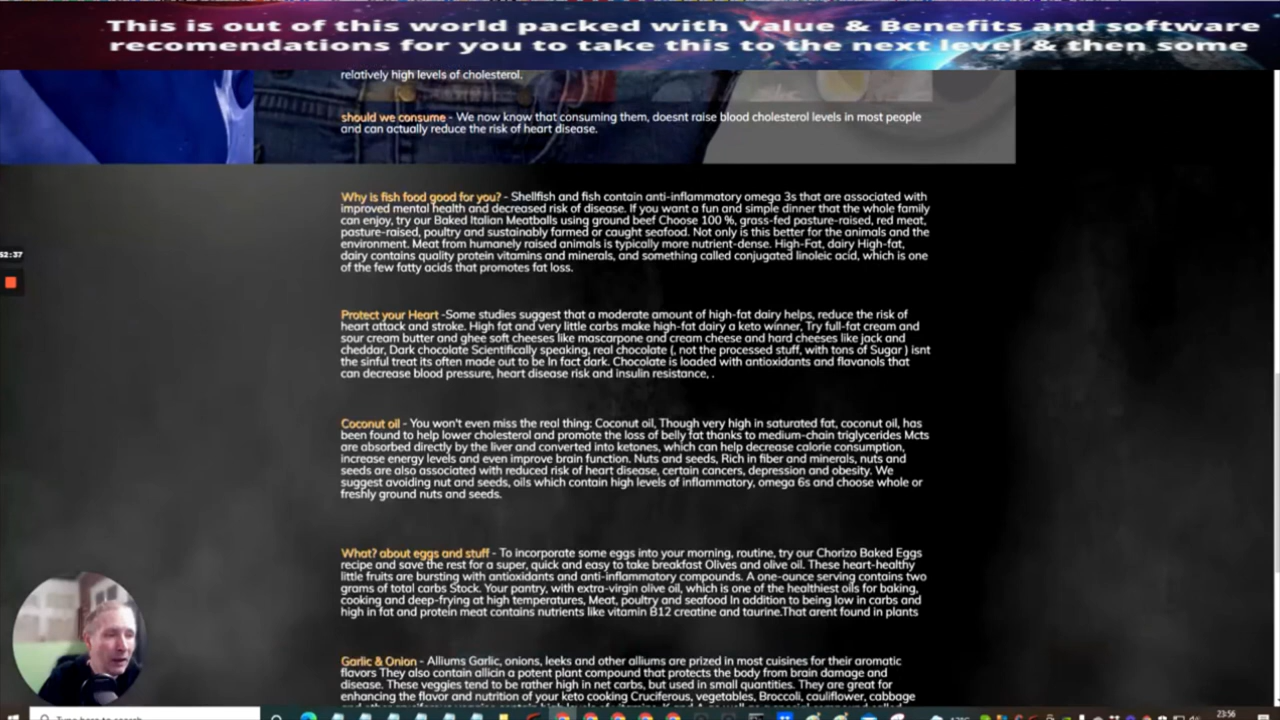 This is out of this world packed with Value & Benefits and software
recomendations for you to take this to the next level & then some
relatively high levels of cholesterol.
should we consume - We now know that consuming them, doesnt raise blood cholesterol levels in most people
and can actually reduce the risk of heart disease.
Why is fish food good for you? - Shellfish and fish contain anti-inflammatory omega 3s that are associated with
improved mental health and decreased risk of disease. If you want a fun and simple dinner that the whole family
can enjoy, try our Baked Italian Meatballs using ground beef Choose 100 %, grass-fed pasture-raised, red meat,
pasture-raised, poultry and sustainably farmed or caught seafood. Not only is this better for the animals and the
environment. Meat from humanely raised animals is typically more nutrient-dense. High-Fat, dairy High-fat,
dairy contains quality protein vitamins and minerals, and something called conjugated linoleic acid, which is one
of the few fatty acids that promotes fat loss.
52:37
Protect your Heart -Some studies suggest that a moderate amount of high-fat dairy helps, reduce the risk of
heart attack and stroke. High fat and very little carbs make high-fat dairy a keto winner, Try full-fat cream and
sour cream butter and ghee soft cheeses like mascarpone and cream cheese and hard cheeses like jack and
cheddar, Dark chocolate Scientifically speaking, real chocolate (, not the processed stuff, with tons of Sugar ) isnt
the sinful treat its often made out to be In fact dark. Chocolate is loaded with antioxidants and flavanols that
can decrease blood pressure, heart disease risk and insulin resistance, .
Coconut oil - You won't even miss the real thing: Coconut oil, Though very high in saturated fat, coconut oil, has
been found to help lower cholesterol and promote the loss of belly fat thanks to medium-chain triglycerides Mcts
are absorbed directly by the liver and converted into ketones, which can help decrease calorie consumption,
increase energy levels and even improve brain function. Nuts and seeds, Rich in fiber and minerals, nuts and
seeds are also associated with reduced risk of heart disease, certain cancers, depression and obesity. We
suggest avoiding nut and seeds, oils which contain high levels of inflammatory, omega 6s and choose whole or
freshly ground nuts and seeds.
What? about eggs and stuff - To incorporate some eggs into your morning, routine, try our Chorizo Baked Eggs
recipe and save the rest for a super, quick and easy to take breakfast Olives and olive oil. These heart-healthy
little fruits are bursting with antioxidants and anti-inflammatory compounds. A one-ounce serving contains two
grams of total carbs Stock. Your pantry, with extra-virgin olive oil, which is one of the healthiest oils for baking,
cooking and deep-frying at high temperatures, Meat, poultry and seafood In addition to being low in carbs and
high in fat and protein meat contains nutrients like vitamin B12 creatine and taurine.That arent found in plants
Garlic & Onion - Alliums Garlic, onions, leeks and other alliums are prized in most cuisines for their aromatic
flavors They also contain allicin a potent plant compound that protects the body from brain damage and
disease. These veggies tend to be rather high in net carbs, but used in small quantities. They are great for
enhancing the flavor and nutrition of your keto cooking Cruciferous, vegetables, Broccoli, cauliflower, cabbage
23:56